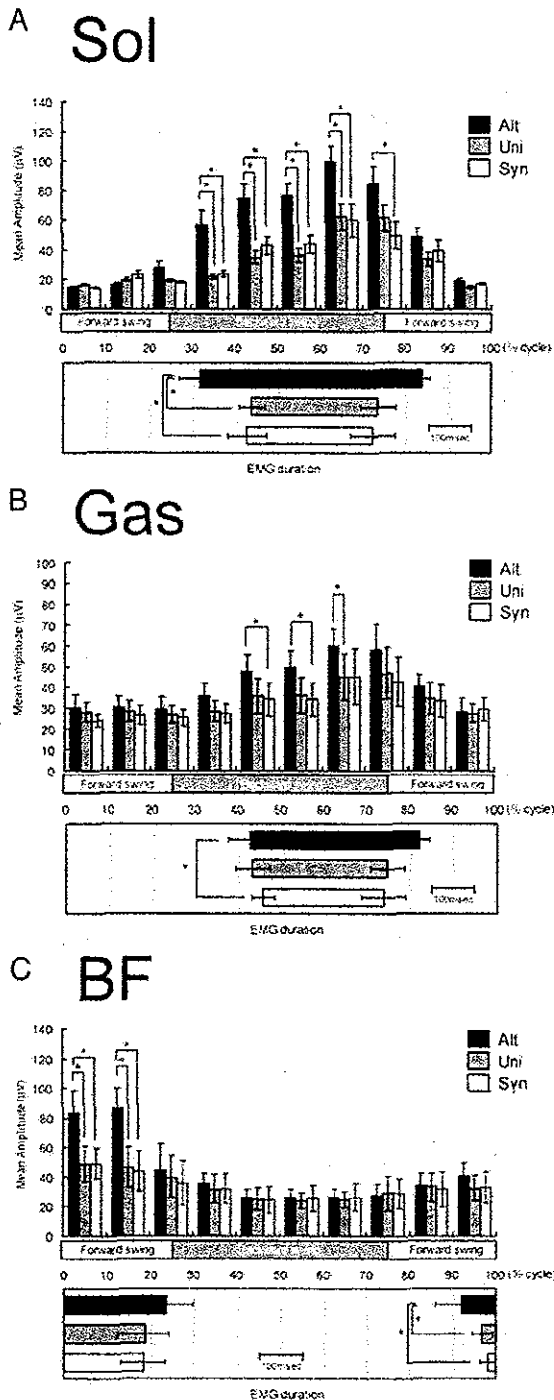 A
Sol
140
120
100
80
60
40
20
0
Mean Amplitude (µV)
Alt
Uni
Syn
Forward swing Forward swing
0 10 20 30 40 50 60 70 80 90 100 (% cycle)
100msec
EMG duration
B
Gas
100
90
80
70
60
50
40
30
20
10
0
Mean Amplitude (µV)
Alt
Uni
Syn
Forward swing Forward swing
0 10 20 30 40 50 60 70 80 90 100 (% cycle)
100msec
EMG duration
C
BF
140
120
100
80
60
40
20
0
Mean Amplitude (µV)
Alt
Uni
Syn
Forward swing Forward swing
0 10 20 30 40 50 60 70 80 90 100 (% cycle)
100msec
EMG duration